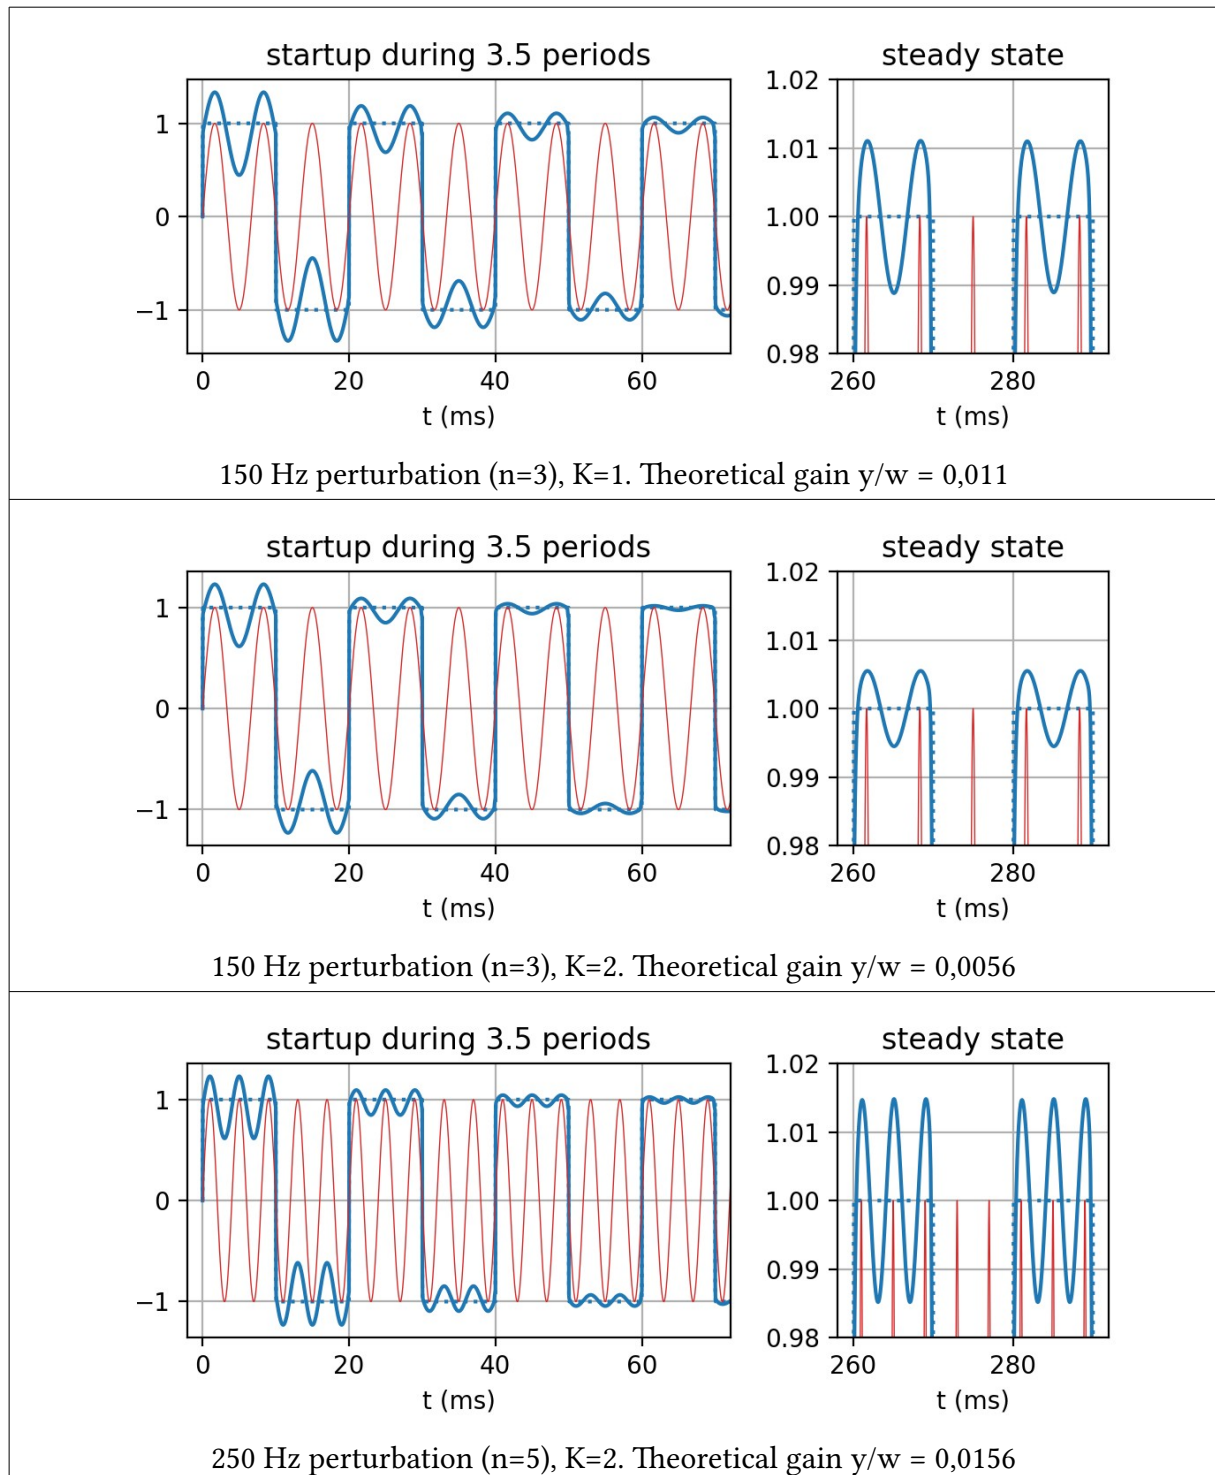 startup during 3.5 periods
steady state
1
0
−1
0 20 40 60
t (ms)
1.02
1.01
1.00
0.99
0.98
260 280
t (ms)
150 Hz perturbation (n=3), K=1. Theoretical gain y/w = 0,011
startup during 3.5 periods
steady state
1
0
−1
0 20 40 60
t (ms)
1.02
1.01
1.00
0.99
0.98
260 280
t (ms)
150 Hz perturbation (n=3), K=2. Theoretical gain y/w = 0,0056
startup during 3.5 periods
steady state
1
0
−1
0 20 40 60
t (ms)
1.02
1.01
1.00
0.99
0.98
260 280
t (ms)
250 Hz perturbation (n=5), K=2. Theoretical gain y/w = 0,0156